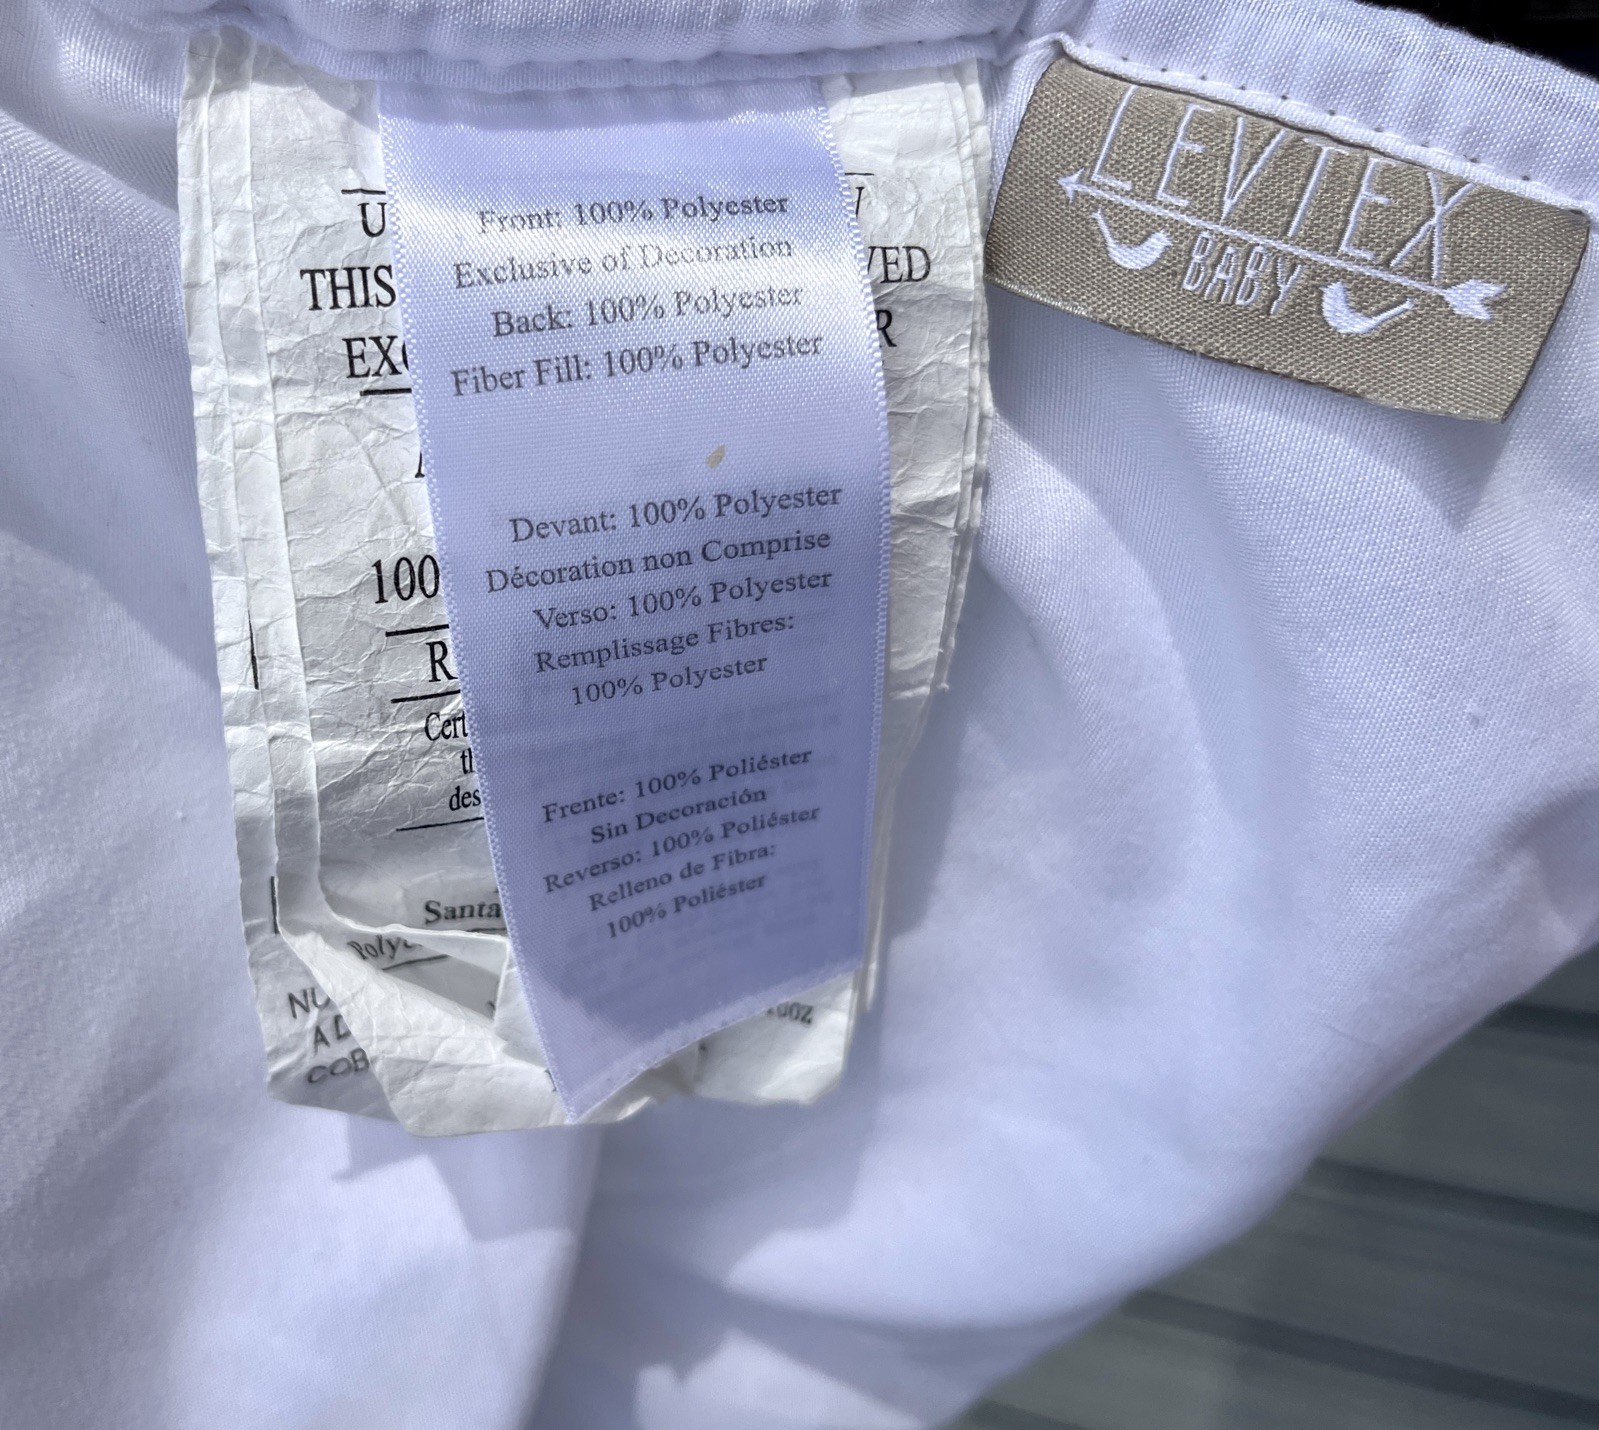 LEVTEX
BABY
Front: 100% Polyester
Exclusive of Decoration
Back: 100% Polyester
Fiber Fill: 100% Polyester
Devant: 100% Polyester
Décoration non Comprise
Verso: 100% Polyester
Remplissage Fibres:
100% Polyester
Frente: 100% Poliéster
Sin Decoración
Reverso: 100% Poliéster
Relleno de Fibra:
100% Poliéster
THIS
100
Santa